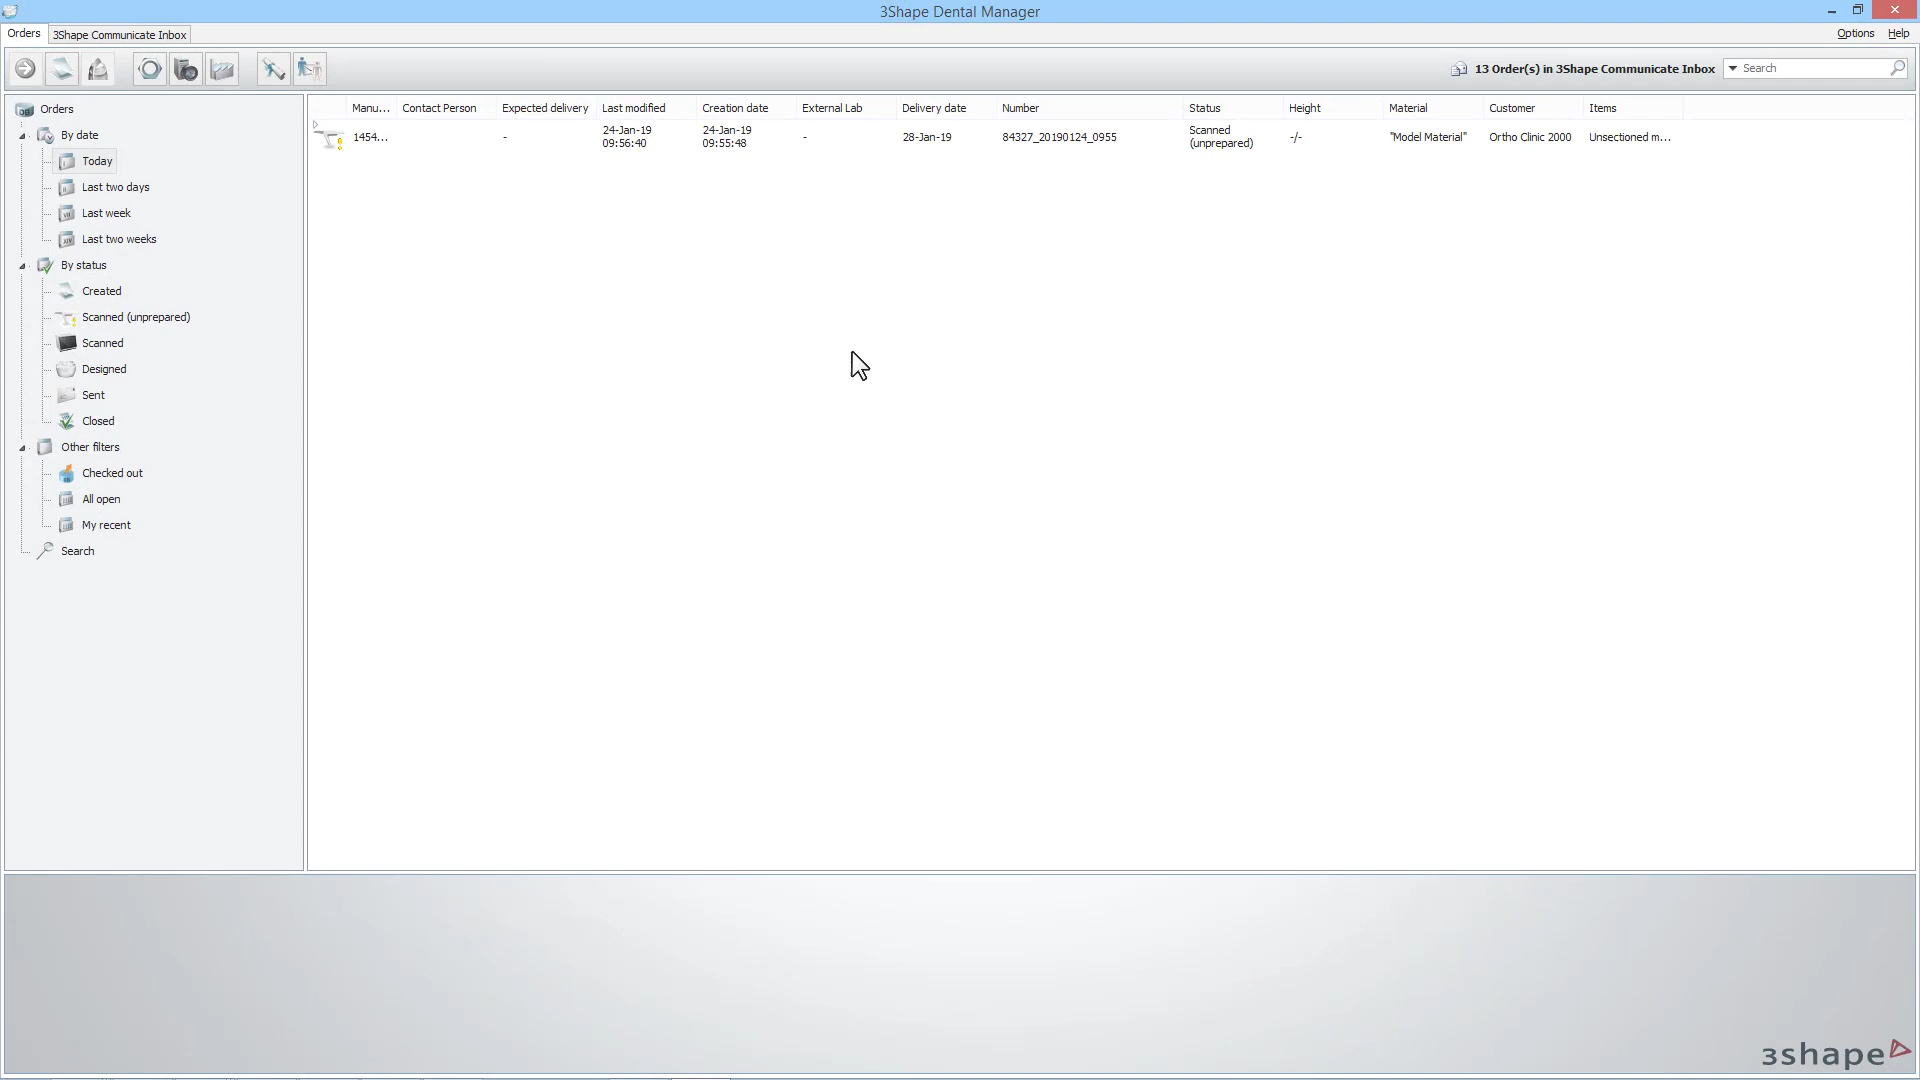 3Shape Dental Manager
Orders
3Shape Communicate Inbox
Options
Help
13 Order(s) in 3Shape Communicate Inbox
Search
Orders
By date
Today
Last two days
Last week
Last two weeks
By status
Created
Scanned (unprepared)
Scanned
Designed
Sent
Closed
Other filters
Checked out
All open
My recent
Search
Manu... Contact Person Expected delivery Last modified Creation date External Lab Delivery date Number Status Height Material Customer Items
1454... - 24-Jan-19 09:56:40 24-Jan-19 09:55:48 - 28-Jan-19 84327_20190124_0955 Scanned (unprepared) -/- "Model Material" Ortho Clinic 2000 Unsectioned m...
3shape